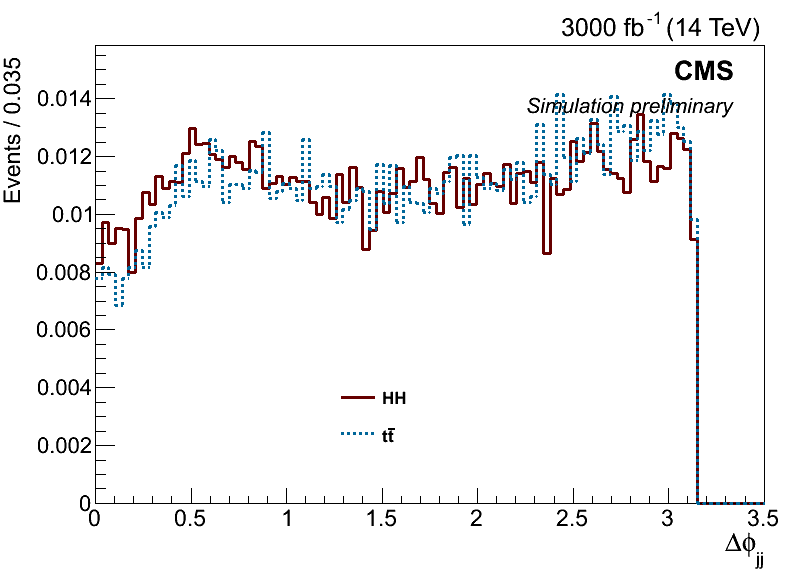 3000 fb⁻¹ (14 TeV)
CMS
Simulation preliminary
Events / 0.035
0.014
0.012
0.01
0.008
0.006
0.004
0.002
0
HH
tt̄
0 0.5 1 1.5 2 2.5 3 3.5
Δϕjj